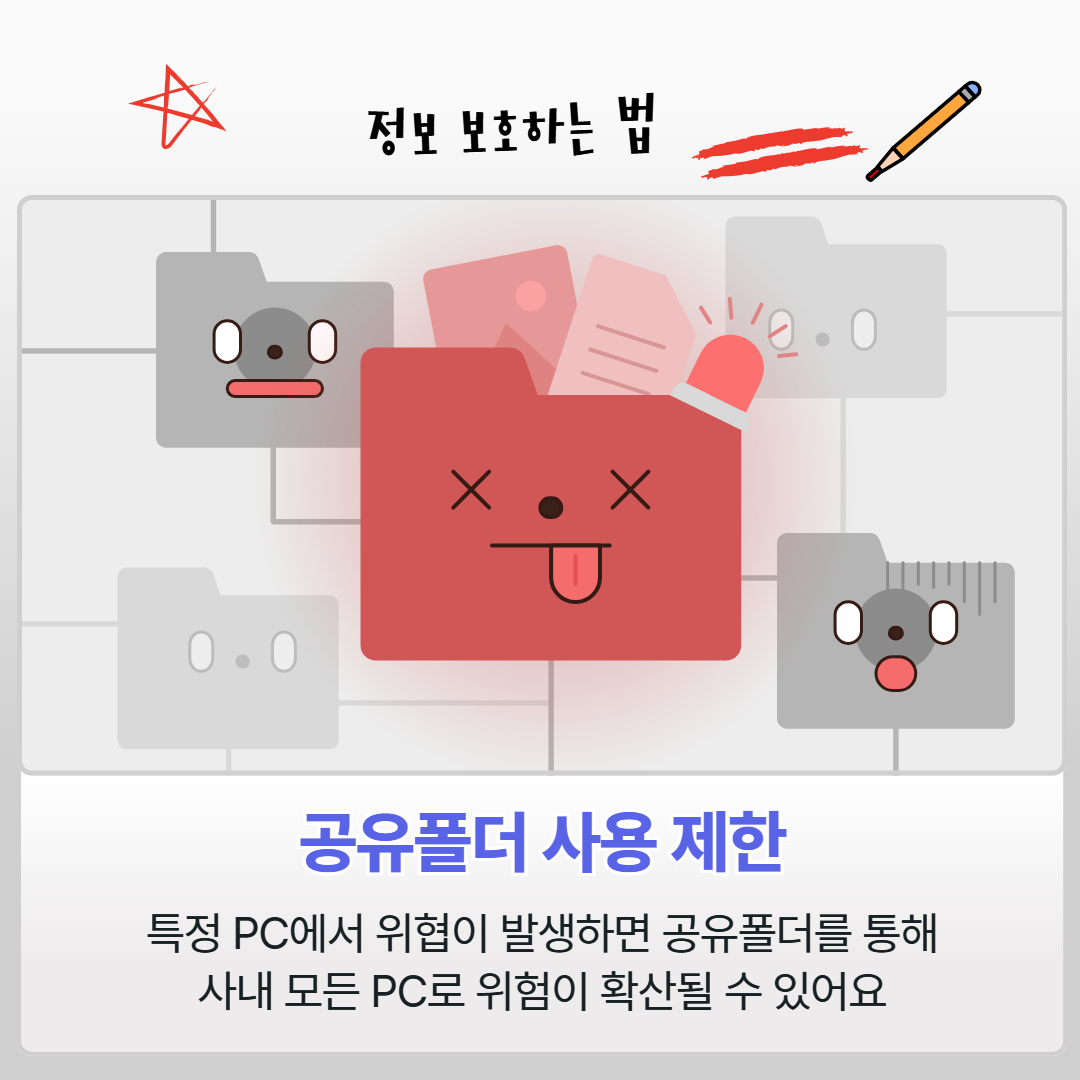 정보 보호하는 법
공유폴더 사용 제한
특정 PC에서 위협이 발생하면 공유폴더를 통해
사내 모든 PC로 위험이 확산될 수 있어요